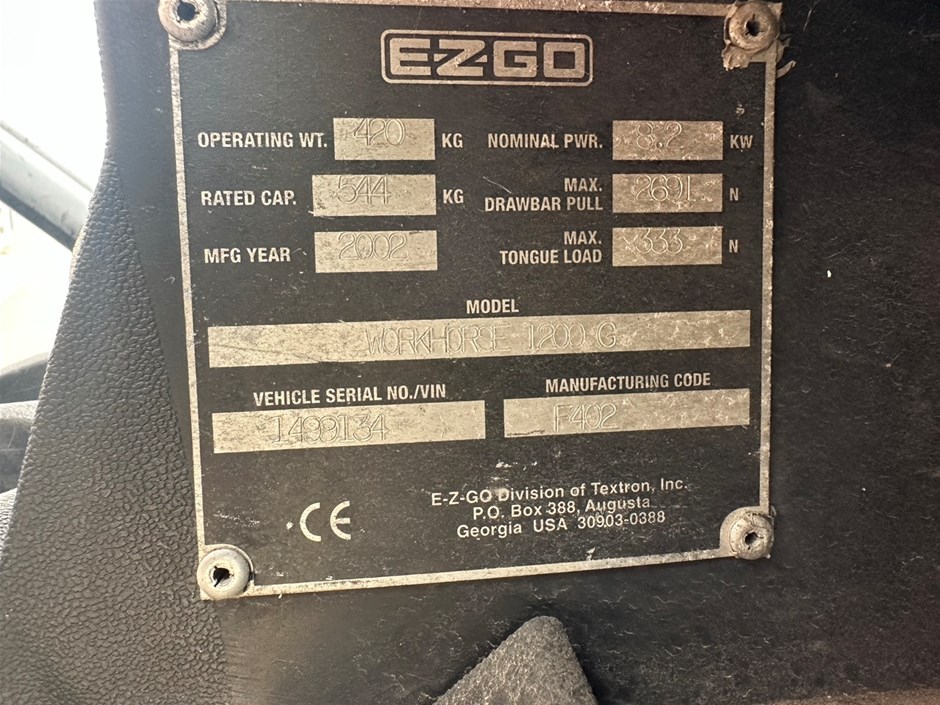 E-Z-GO
OPERATING WT. 420 KG NOMINAL PWR. 8.2 KW
RATED CAP. 544 KG MAX. DRAWBAR PULL 2691 N
MFG YEAR 2002 MAX. TONGUE LOAD 333 N
MODEL
WORKHORSE 1200 G
VEHICLE SERIAL NO./VIN MANUFACTURING CODE
1499134 F402
E-Z-GO Division of Textron, Inc.
P.O. Box 388, Augusta
Georgia USA 30903-0388
CE